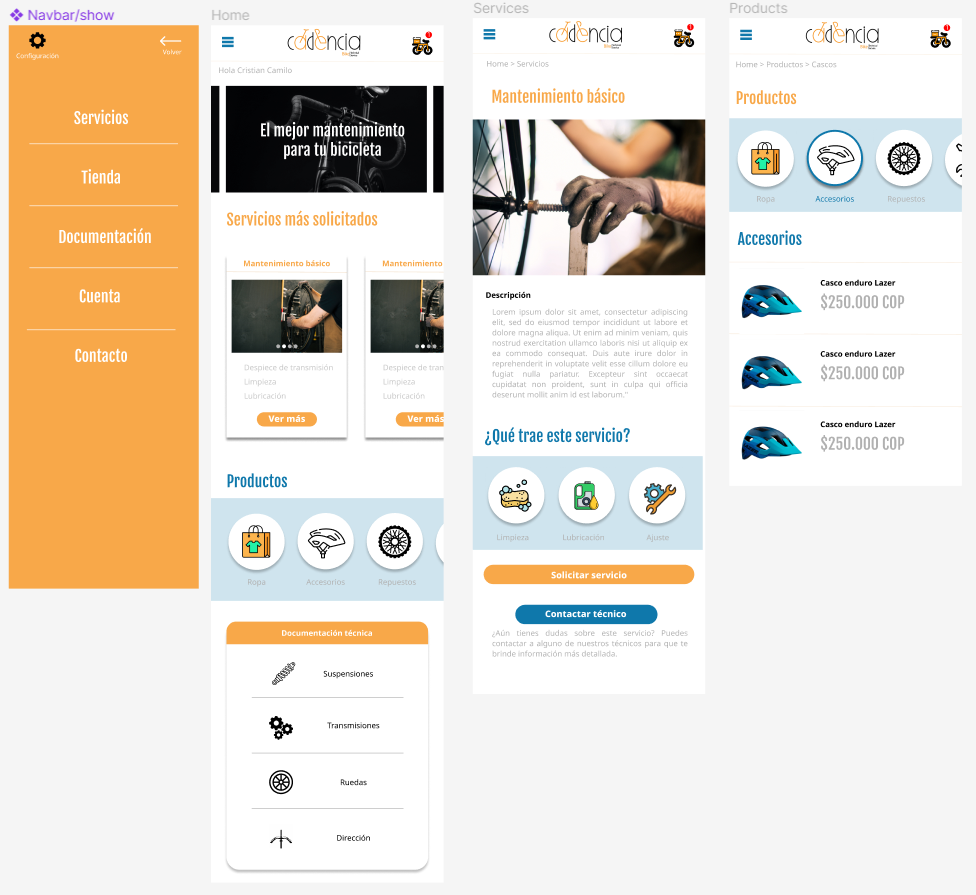 Navbar/show
Configuración
Volver
Servicios
Tienda
Documentación
Cuenta
Contacto
Home
cadencia
1
Hola Cristian Camilo
El mejor mantenimiento
para tu bicicleta
Servicios más solicitados
Mantenimiento básico
Despiece de transmisión
Limpieza
Lubricación
Ver más
Mantenimiento
Despiece de tran
Limpieza
Lubricación
Ver más
Productos
Ropa
Accesorios
Repuestos
Documentación técnica
Suspensiones
Transmisiones
Ruedas
Dirección
Services
cadencia
1
Home > Servicios
Mantenimiento básico
Descripción
Lorem ipsum dolor sit amet, consectetur adipiscing
elit, sed do eiusmod tempor incididunt ut labore et
dolore magna aliqua. Ut enim ad minim veniam, quis
nostrud exercitation ullamco laboris nisi ut aliquip ex
ea commodo consequat. Duis aute irure dolor in
reprehenderit in voluptate velit esse cillum dolore eu
fugiat nulla pariatur. Excepteur sint occaecat
cupidatat non proident, sunt in culpa qui officia
deserunt mollit anim id est laborum."
¿Qué trae este servicio?
Limpieza
Lubricación
Ajuste
Solicitar servicio
Contactar técnico
¿Aún tienes dudas sobre este servicio? Puedes
contactar a alguno de nuestros técnicos para que te
brinde información más detallada.
Products
cadencia
1
Home > Productos > Cascos
Productos
Ropa
Accesorios
Repuestos
Accesorios
Casco enduro Lazer
$250.000 COP
Casco enduro Lazer
$250.000 COP
Casco enduro Lazer
$250.000 COP